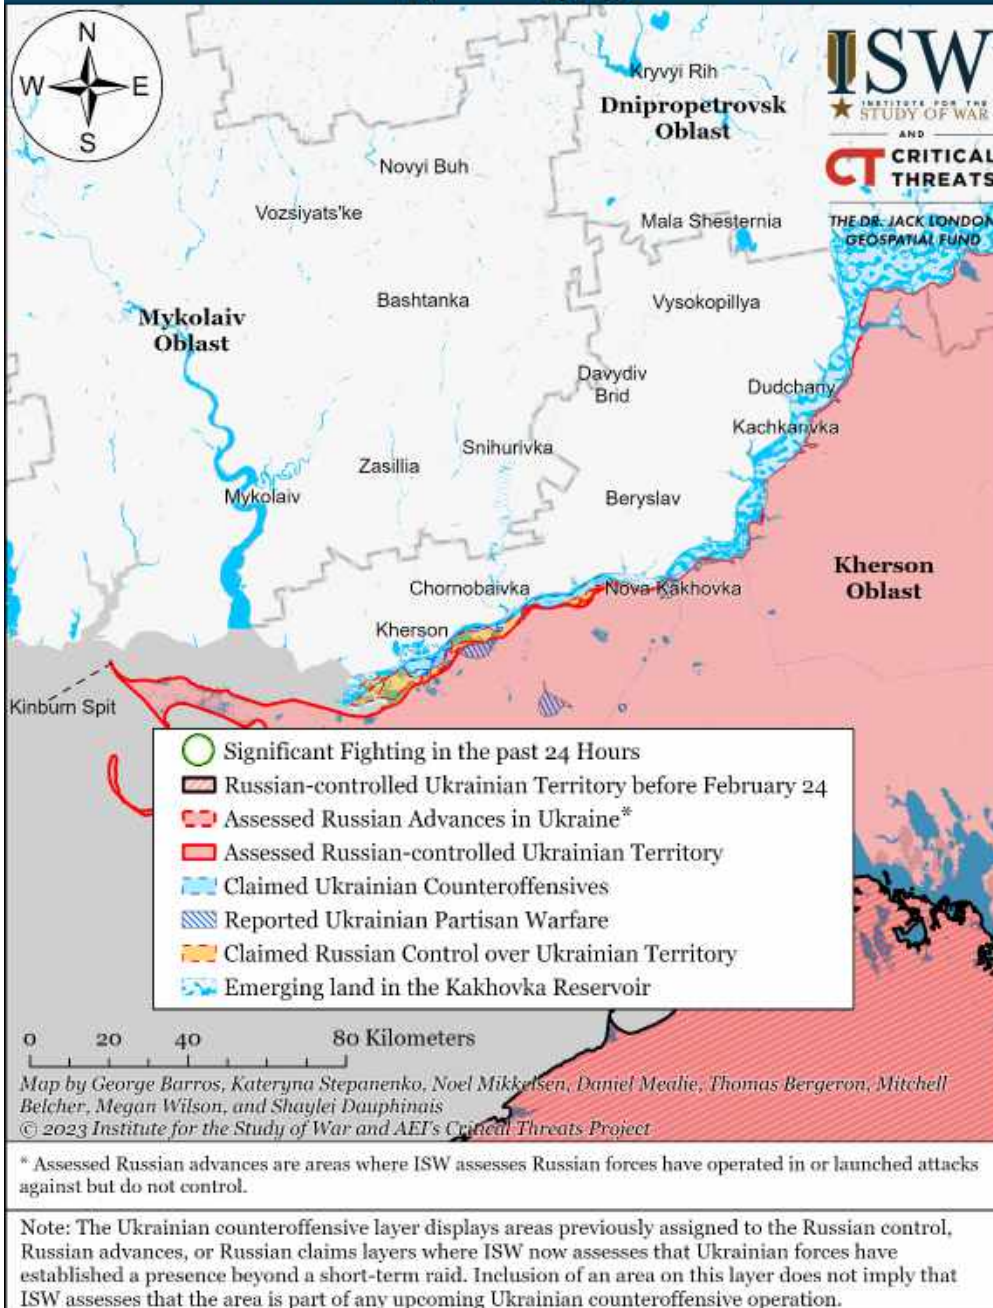 N
W E
S
ISW
INSTITUTE FOR THE
STUDY OF WAR
AND
CT CRITICAL
THREATS
THE DR. JACK LONDON
GEOSPATIAL FUND
Kryvyi Rih
Dnipropetrovsk
Oblast
Novyi Buh
Vozsiyats'ke
Mala Shesternia
Bashtanka
Vysokopillya
Mykolaiv
Oblast
Davydiv
Brid
Dudchany
Kachkarivka
Snihurivka
Zasillia
Mykolaiv
Beryslav
Kherson
Oblast
Chornobaivka
Nova Kakhovka
Kherson
Kinburn Spit
Significant Fighting in the past 24 Hours
Russian-controlled Ukrainian Territory before February 24
Assessed Russian Advances in Ukraine*
Assessed Russian-controlled Ukrainian Territory
Claimed Ukrainian Counteroffensives
Reported Ukrainian Partisan Warfare
Claimed Russian Control over Ukrainian Territory
Emerging land in the Kakhovka Reservoir
0 20 40 80 Kilometers
Map by George Barros, Kateryna Stepanenko, Noel Mikkelsen, Daniel Mealie, Thomas Bergeron, Mitchell
Belcher, Megan Wilson, and Shaylei Dauphinais
© 2023 Institute for the Study of War and AEI's Critical Threats Project
* Assessed Russian advances are areas where ISW assesses Russian forces have operated in or launched attacks
against but do not control.
Note: The Ukrainian counteroffensive layer displays areas previously assigned to the Russian control,
Russian advances, or Russian claims layers where ISW now assesses that Ukrainian forces have
established a presence beyond a short-term raid. Inclusion of an area on this layer does not imply that
ISW assesses that the area is part of any upcoming Ukrainian counteroffensive operation.